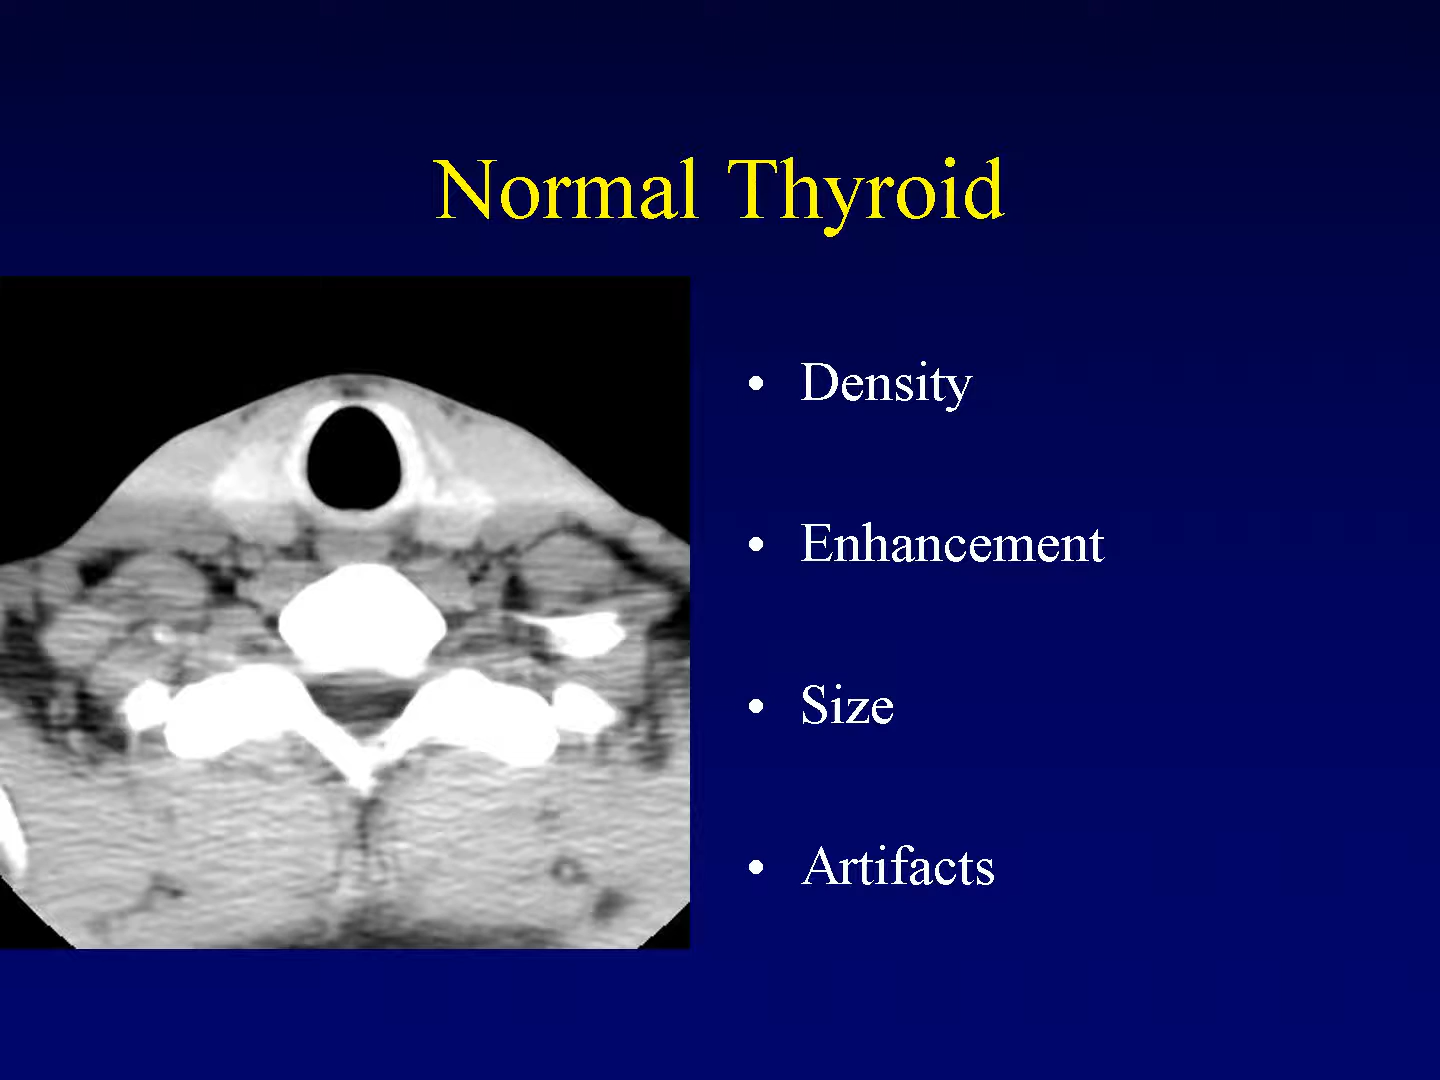 Normal Thyroid
• Density
• Enhancement
• Size
• Artifacts